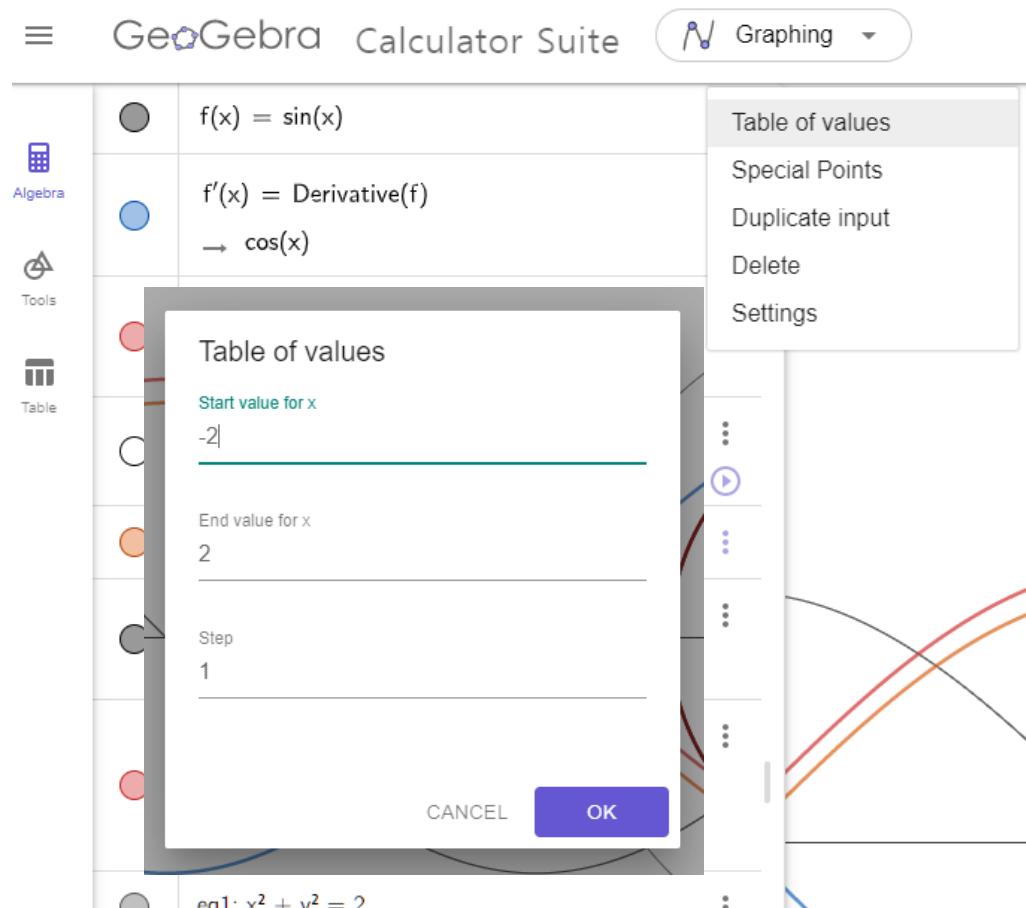 GeoGebra Calculator Suite
Graphing
Algebra
Tools
Table
f(x) = sin(x)
f′(x) = Derivative(f)
→ cos(x)
Table of values
Special Points
Duplicate input
Delete
Settings
Table of values
Start value for x
-2
End value for x
2
Step
1
CANCEL
OK
eq1: x² + y² = 2